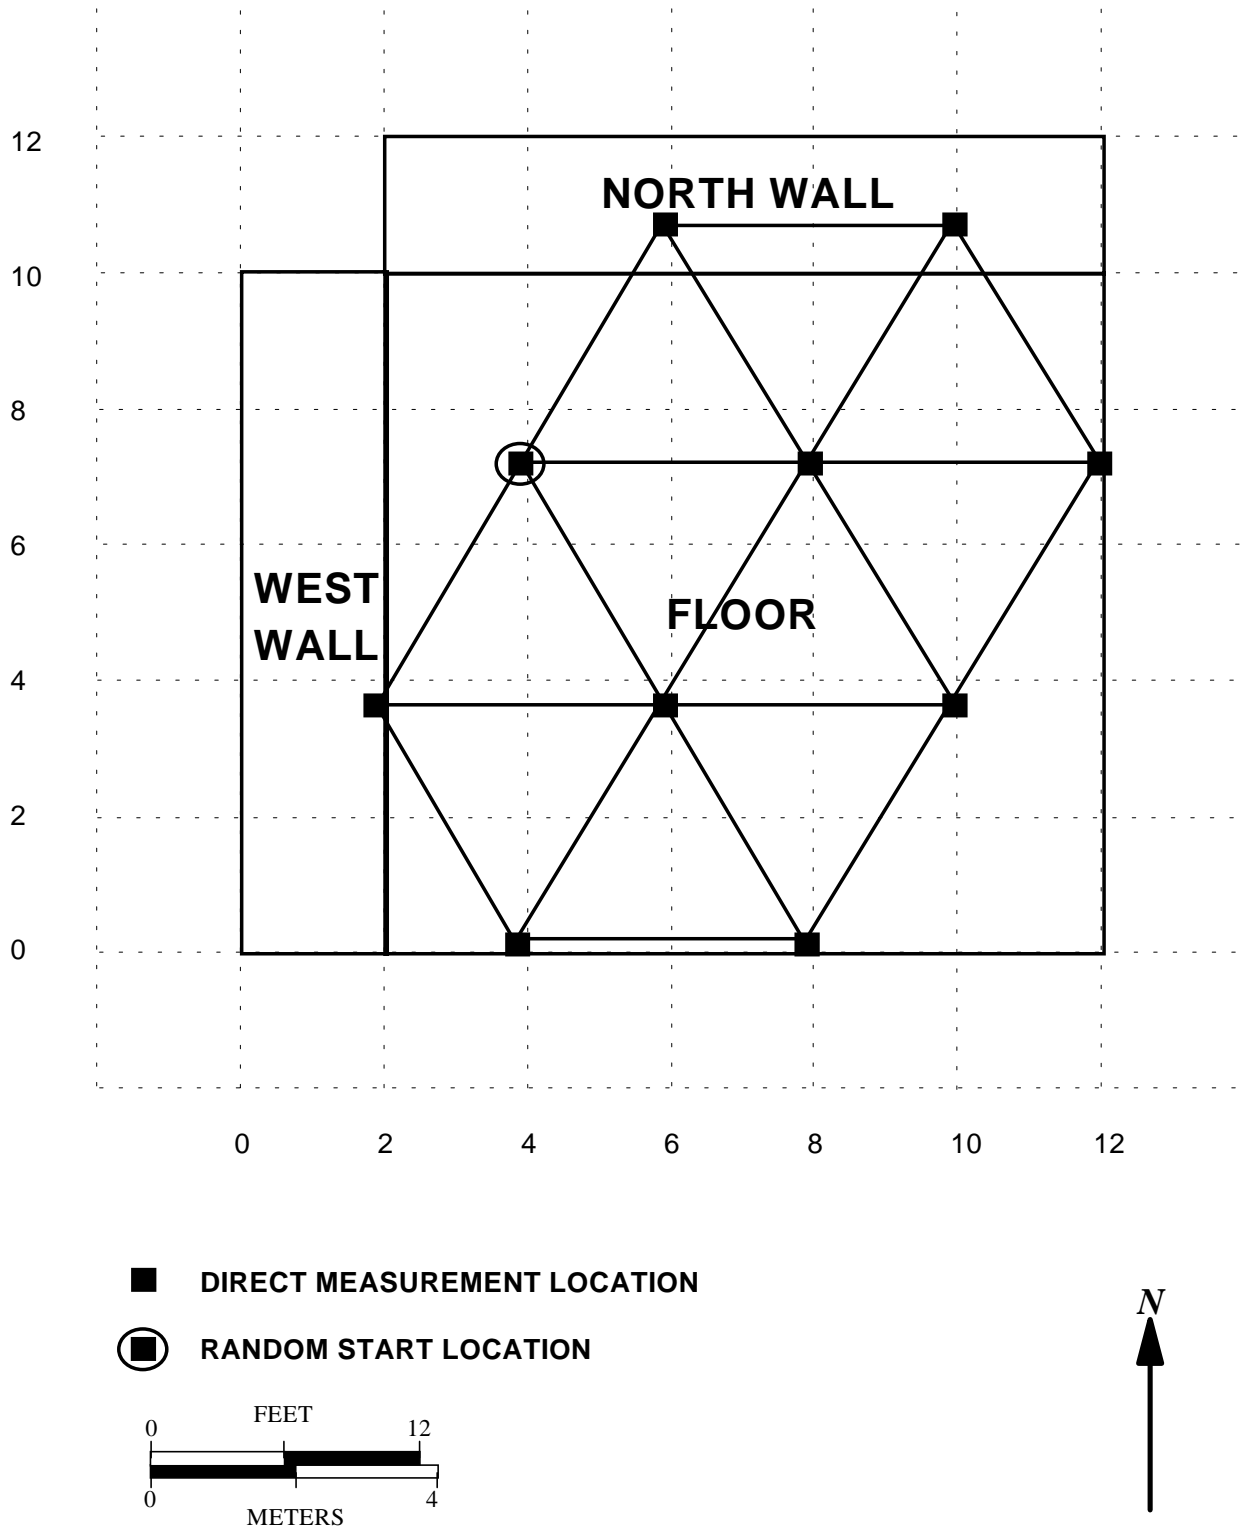 12
NORTH WALL
10
8
6
WEST
WALL
FLOOR
4
2
0
0 2 4 6 8 10 12
DIRECT MEASUREMENT LOCATION
N
RANDOM START LOCATION
FEET
0 12
0 4
METERS